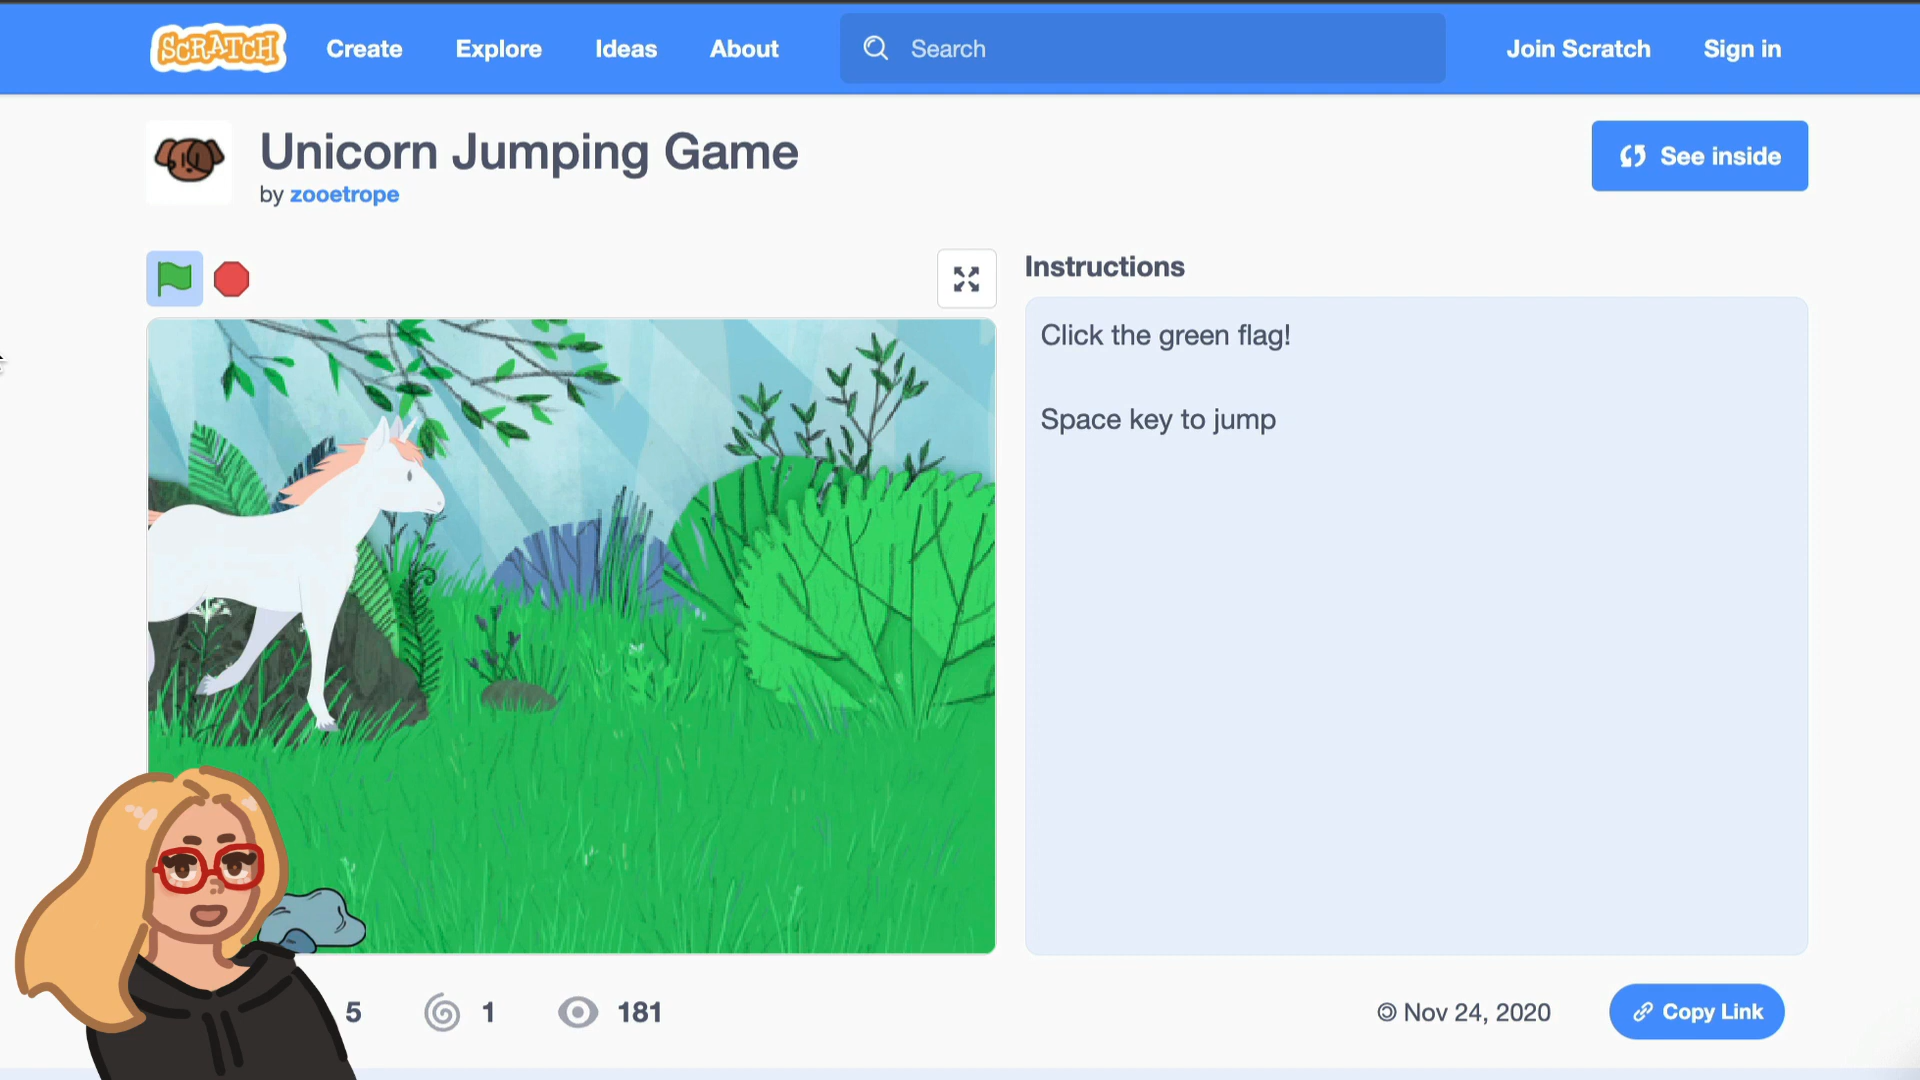 SCRATCH
Create
Explore
Ideas
About
Search
Join Scratch
Sign in
Unicorn Jumping Game
by zooetrope
See inside
Instructions
Click the green flag!
Space key to jump
5
1
181
Nov 24, 2020
Copy Link